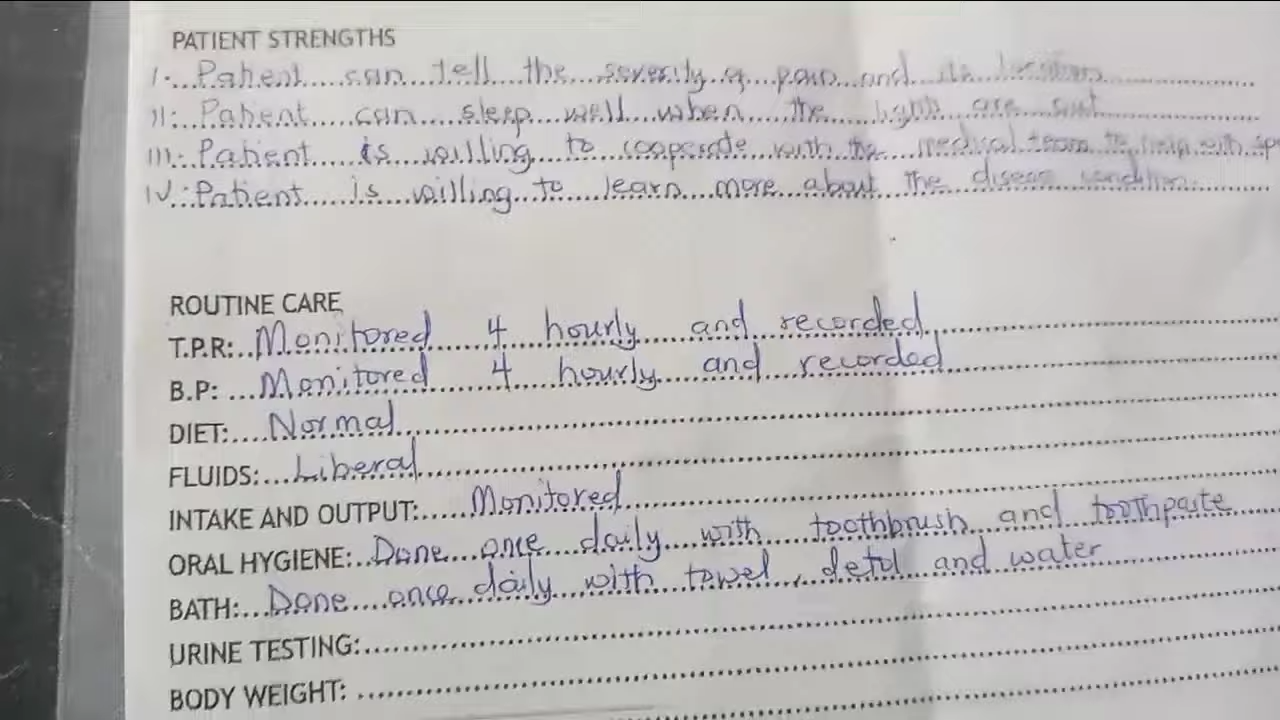 PATIENT STRENGTHS
I. Patient can tell the severity of pain and its location
II. Patient can sleep well when the lights are out
III. Patient is willing to cooperate with the medical team to help with
IV. Patient is willing to learn more about the disease condition
ROUTINE CARE
T.P.R: Monitored 4 hourly and recorded
B.P: Monitored 4 hourly and recorded
DIET: Normal
FLUIDS: Liberal
INTAKE AND OUTPUT: Monitored
ORAL HYGIENE: Done once daily with toothbrush and toothpaste
BATH: Done once daily with towel, detol and water
URINE TESTING:
BODY WEIGHT: